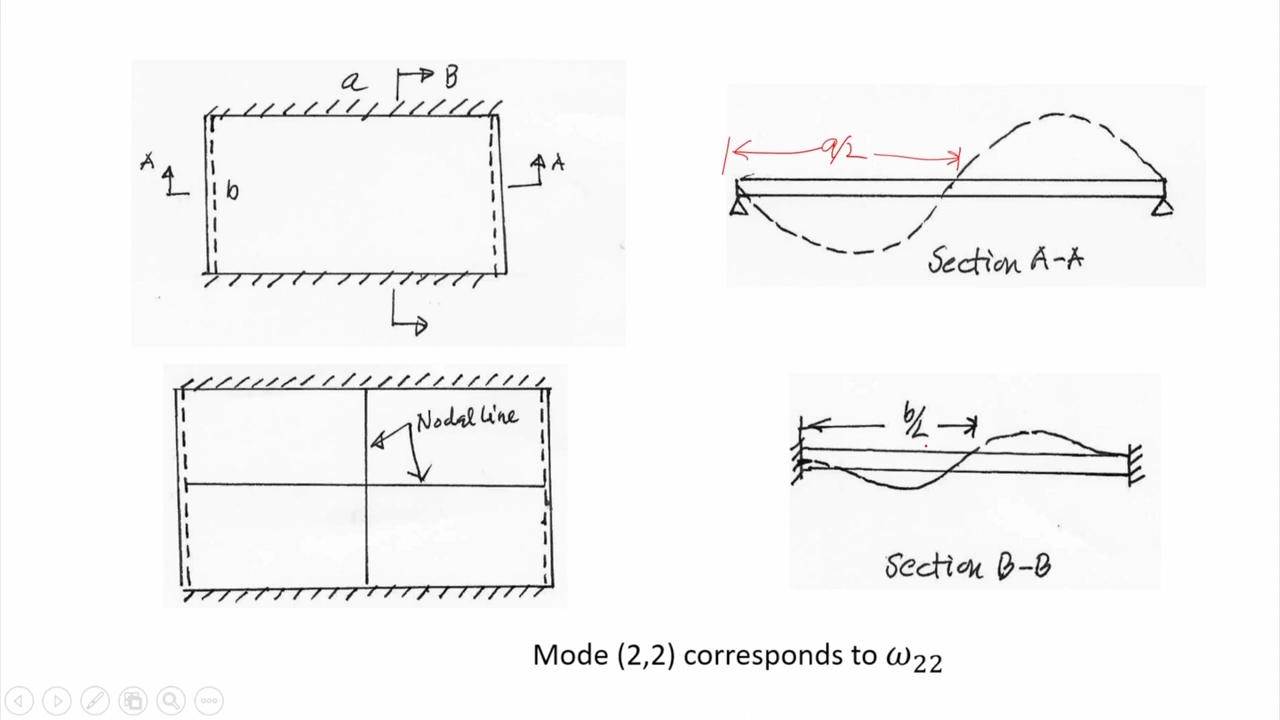 a
B
A
A
b
a/2
Section A-A
Nodal line
b/2
Section B-B
Mode (2,2) corresponds to ω₂₂